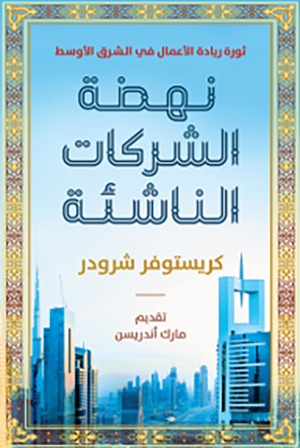 ثورة ريادة الأعمال في الشرق الأوسط
نهضة
الشركات
الناشئة
كريستوفر شرودر
تقديم
مارك أندريسن